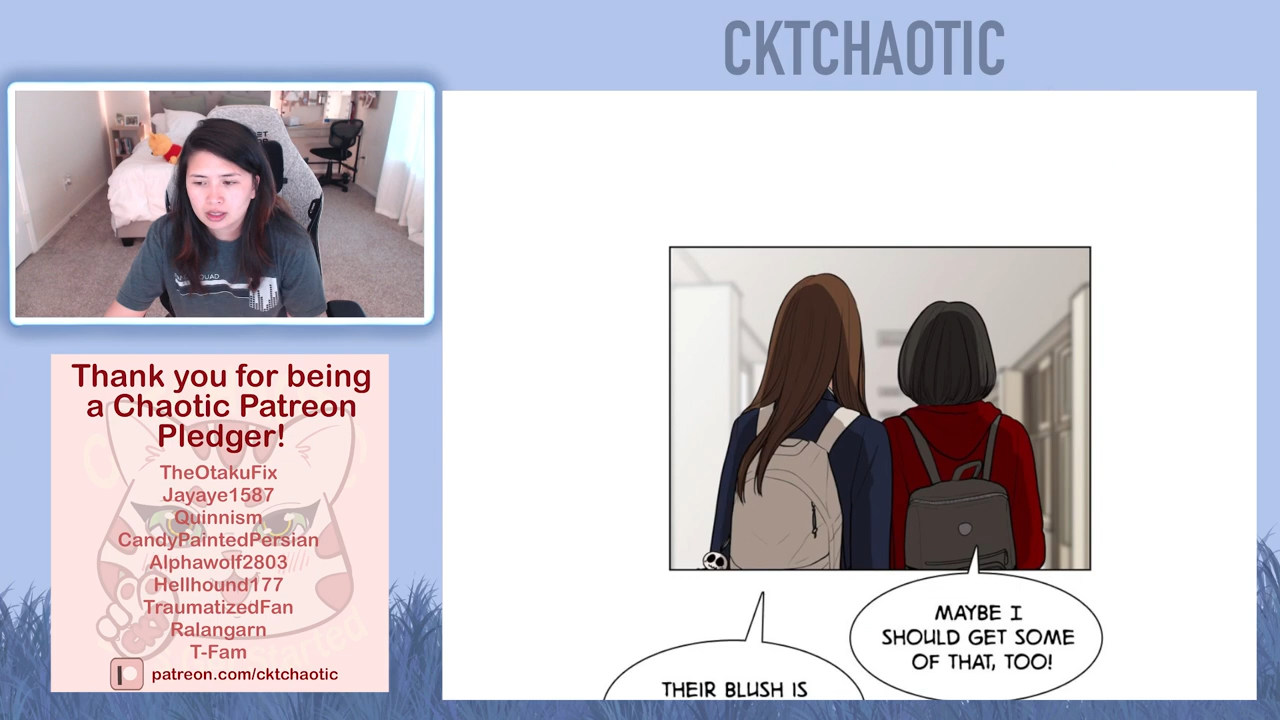 CKTCHAOTIC
Thank you for being
a Chaotic Patreon
Pledger!
TheOtakuFix
Jayaye1587
Quinnism
CandyPaintedPersian
Alphawolf2803
Hellhound177
TraumatizedFan
Ralangarn
T-Fam
patreon.com/cktchaotic
MAYBE I
SHOULD GET SOME
OF THAT, TOO!
THEIR BLUSH IS